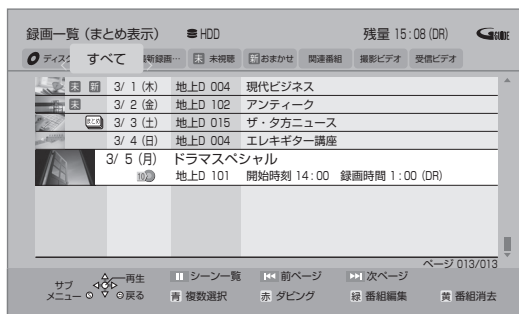 録画一覧 (まとめ表示) HDD 残量 15:08 (DR) G-GUIDE
ディスク すべて 最新録画… 未 未視聴 新 おまかせ 関連番組 撮影ビデオ 受信ビデオ
未 新 3/ 1 (木) 地上D 004 現代ビジネス
未 3/ 2 (金) 地上D 102 アンティーク
まとめ 3/ 3 (土) 地上D 015 ザ・夕方ニュース
3/ 4 (日) 地上D 004 エレキギター講座
3/ 5 (月) ドラマスペシャル
地上D 101 開始時刻 14:00 録画時間 1:00 (DR)
ページ 013/013
サブメニュー 再生 戻る
シーン一覧 前ページ 次ページ
青 複数選択 赤 ダビング 緑 番組編集 黄 番組消去